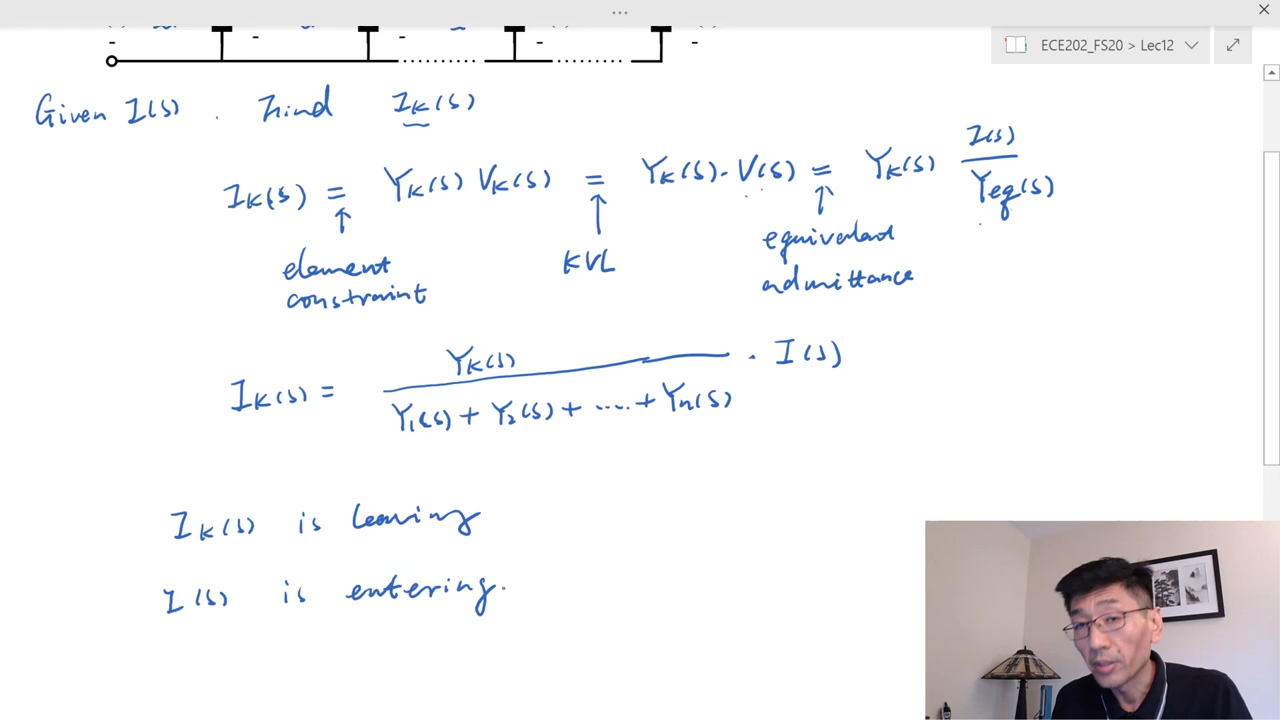 ECE202_FS20 > Lec12
Given I(s). Find I_K(s)
I_K(s) = Y_K(s) V_K(s) = Y_K(s) · V(s) = Y_K(s) I(s) / Y_eq(s)
element constraint
KVL
equivalent admittance
I_K(s) = Y_K(s) / (Y_1(s) + Y_2(s) + ..... + Y_n(s)) · I(s)
I_K(s) is leaving
I(s) is entering.